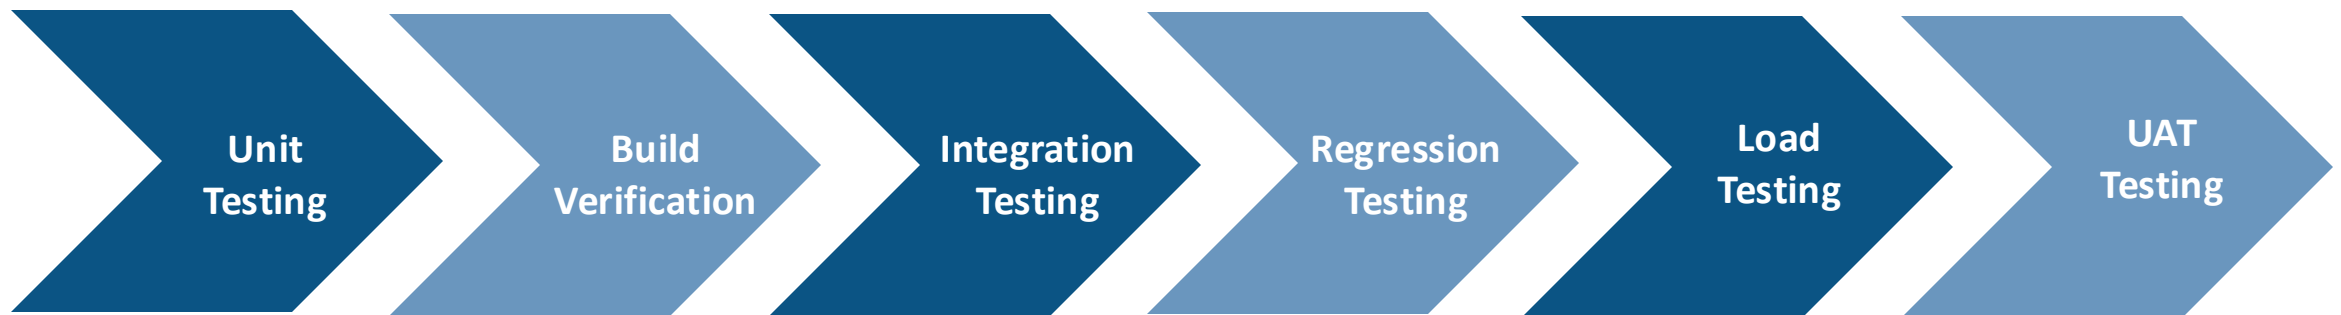 Unit
Testing
Build
Verification
Integration
Testing
Regression
Testing
Load
Testing
UAT
Testing